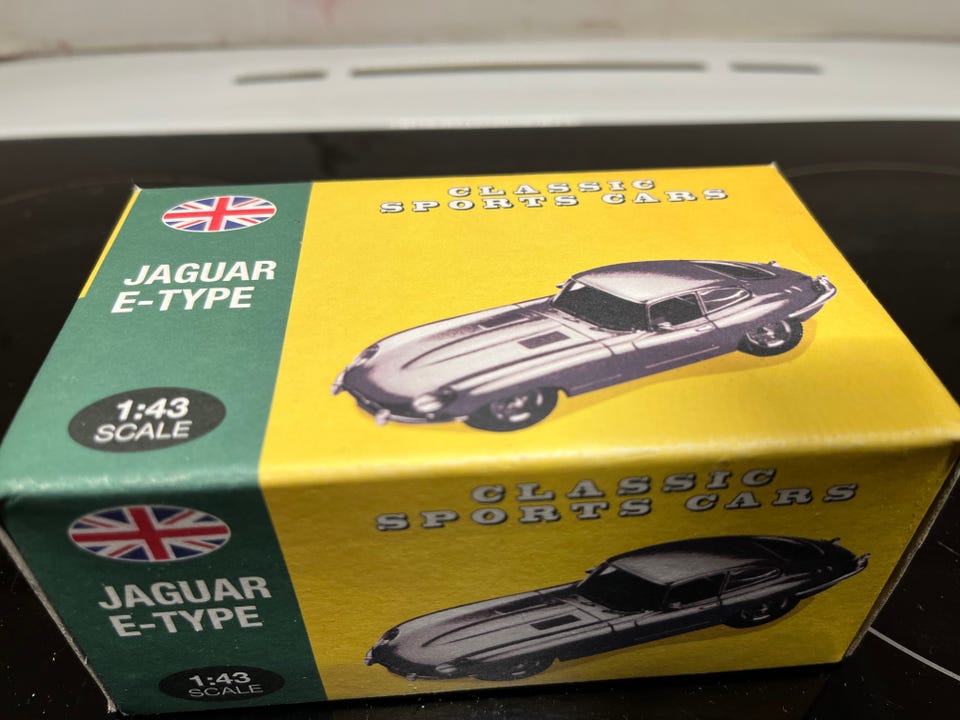 CLASSIC
SPORTS CARS
JAGUAR
E-TYPE
1:43
SCALE
CLASSIC
SPORTS CARS
JAGUAR
E-TYPE
1:43
SCALE